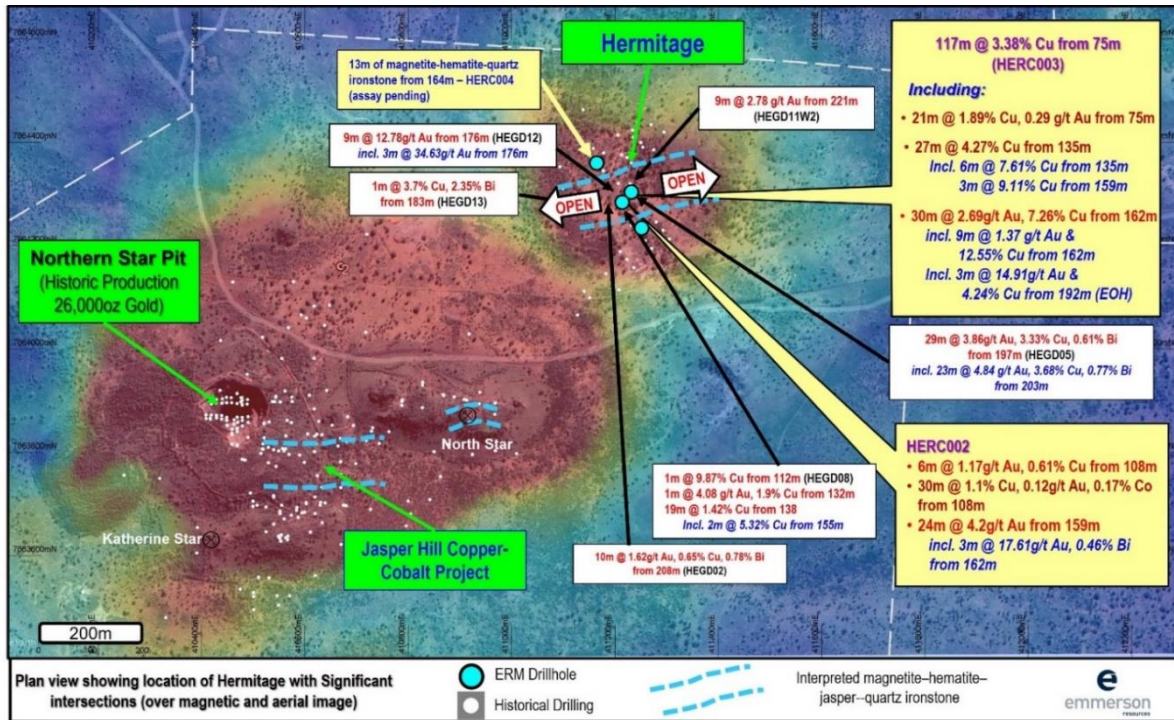 Hermitage
13m of magnetite-hematite-quartz
ironstone from 164m – HERC004
(assay pending)
9m @ 2.78 g/t Au from 221m
(HEGD11W2)
9m @ 12.78g/t Au from 176m (HEGD12)
incl. 3m @ 34.63g/t Au from 176m
1m @ 3.7% Cu, 2.35% Bi
from 183m (HEGD13)
OPEN
OPEN
117m @ 3.38% Cu from 75m
(HERC003)
Including:
• 21m @ 1.89% Cu, 0.29 g/t Au from 75m
• 27m @ 4.27% Cu from 135m
Incl. 6m @ 7.61% Cu from 135m
3m @ 9.11% Cu from 159m
• 30m @ 2.69g/t Au, 7.26% Cu from 162m
incl. 9m @ 1.37 g/t Au &
12.55% Cu from 162m
Incl. 3m @ 14.91g/t Au &
4.24% Cu from 192m (EOH)
Northern Star Pit
(Historic Production
26,000oz Gold)
29m @ 3.86g/t Au, 3.33% Cu, 0.61% Bi
from 197m (HEGD05)
incl. 23m @ 4.84 g/t Au, 3.68% Cu, 0.77% Bi
from 203m
North Star
Katherine Star
Jasper Hill Copper-
Cobalt Project
1m @ 9.87% Cu from 112m (HEGD08)
1m @ 4.08 g/t Au, 1.9% Cu from 132m
19m @ 1.42% Cu from 138
Incl. 2m @ 5.32% Cu from 155m
10m @ 1.62g/t Au, 0.65% Cu, 0.78% Bi
from 208m (HEGD02)
HERC002
• 6m @ 1.17g/t Au, 0.61% Cu from 108m
• 30m @ 1.1% Cu, 0.12g/t Au, 0.17% Co
from 108m
• 24m @ 4.2g/t Au from 159m
incl. 3m @ 17.61g/t Au, 0.46% Bi
from 162m
200m
Plan view showing location of Hermitage with Significant
intersections (over magnetic and aerial image)
ERM Drillhole
Historical Drilling
Interpreted magnetite–hematite–
jasper--quartz ironstone
emmerson
resources